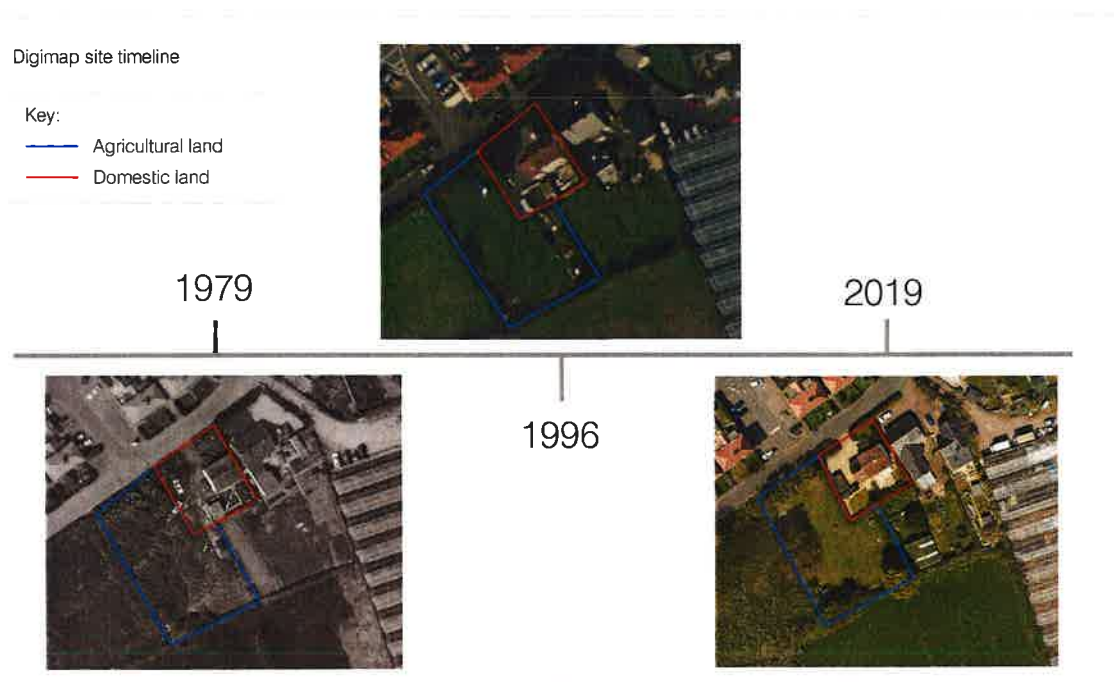 Digimap site timeline
Key:
Agricultural land
Domestic land
1979
2019
1996